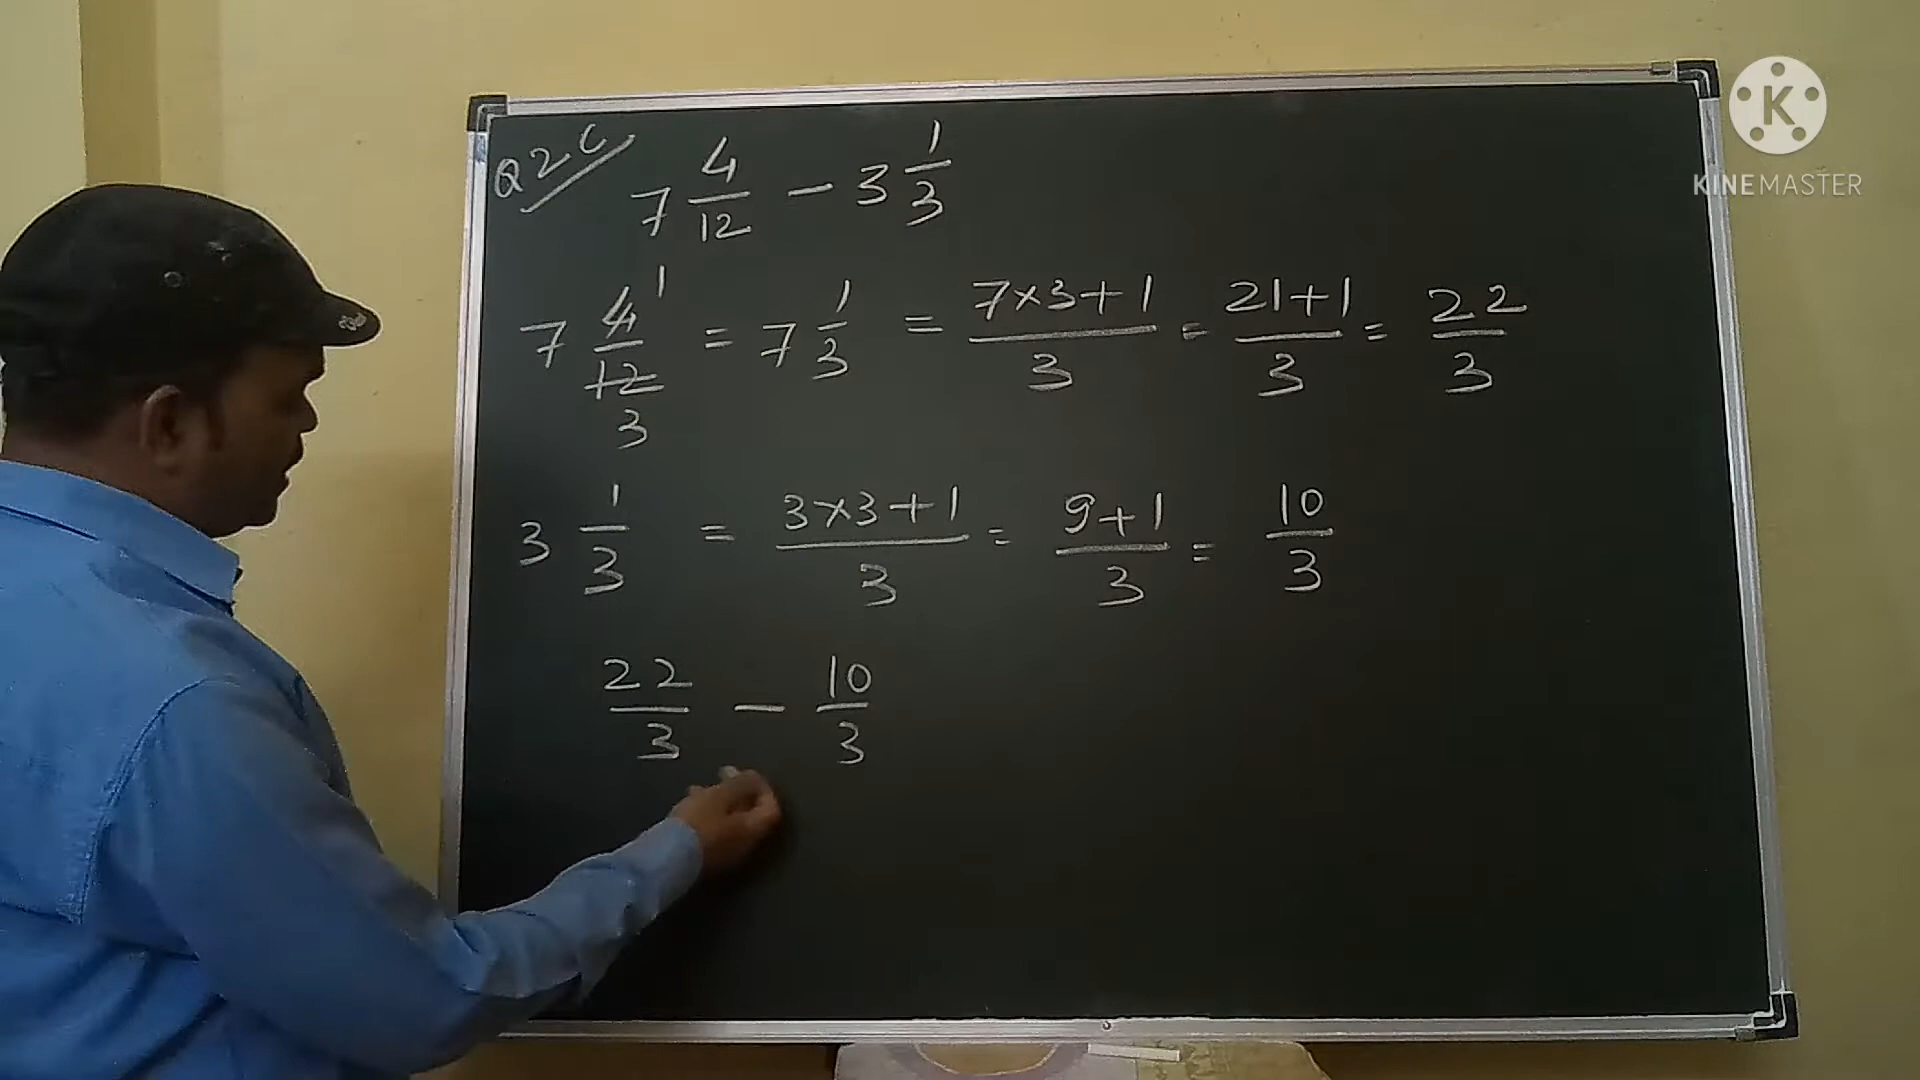 Q2 C 7 4/12 - 3 1/3
7 4/12 1 3 = 7 1/3 = 7×3+1/3 = 21+1/3 = 22/3
3 1/3 = 3×3+1/3 = 9+1/3 = 10/3
22/3 - 10/3
K
KINEMASTER